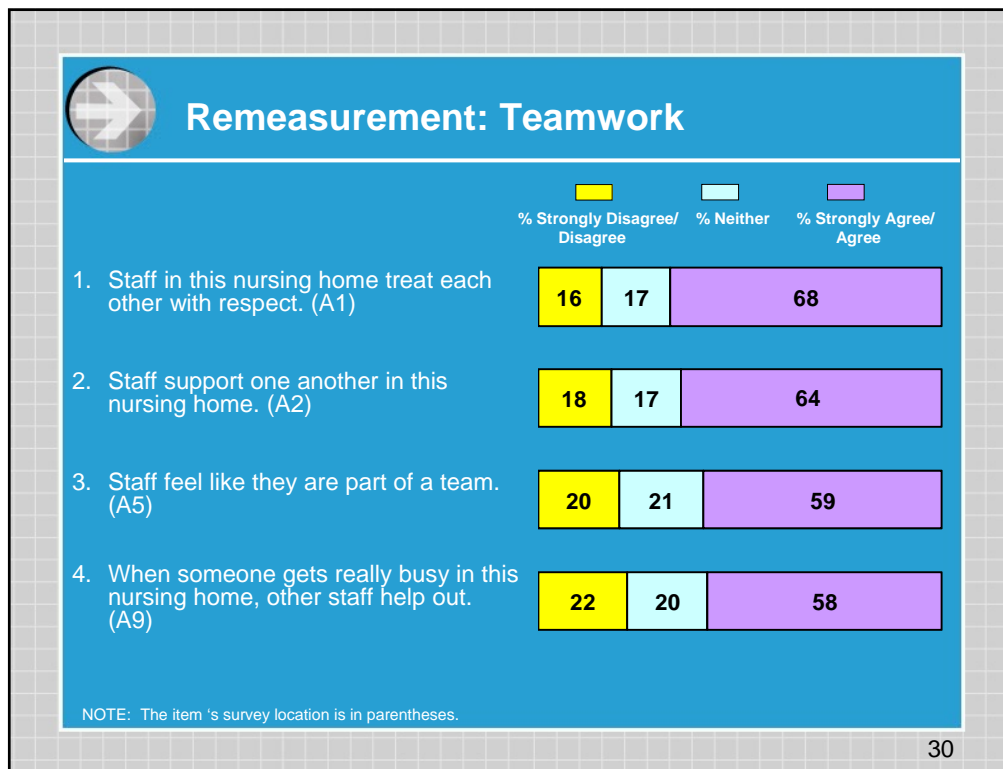 Remeasurement: Teamwork
% Strongly Disagree/
Disagree
% Neither
% Strongly Agree/
Agree
1. Staff in this nursing home treat each
other with respect. (A1)
16 17 68
2. Staff support one another in this
nursing home. (A2)
18 17 64
3. Staff feel like they are part of a team.
(A5)
20 21 59
4. When someone gets really busy in this
nursing home, other staff help out.
(A9)
22 20 58
NOTE: The item ‘s survey location is in parentheses.
30